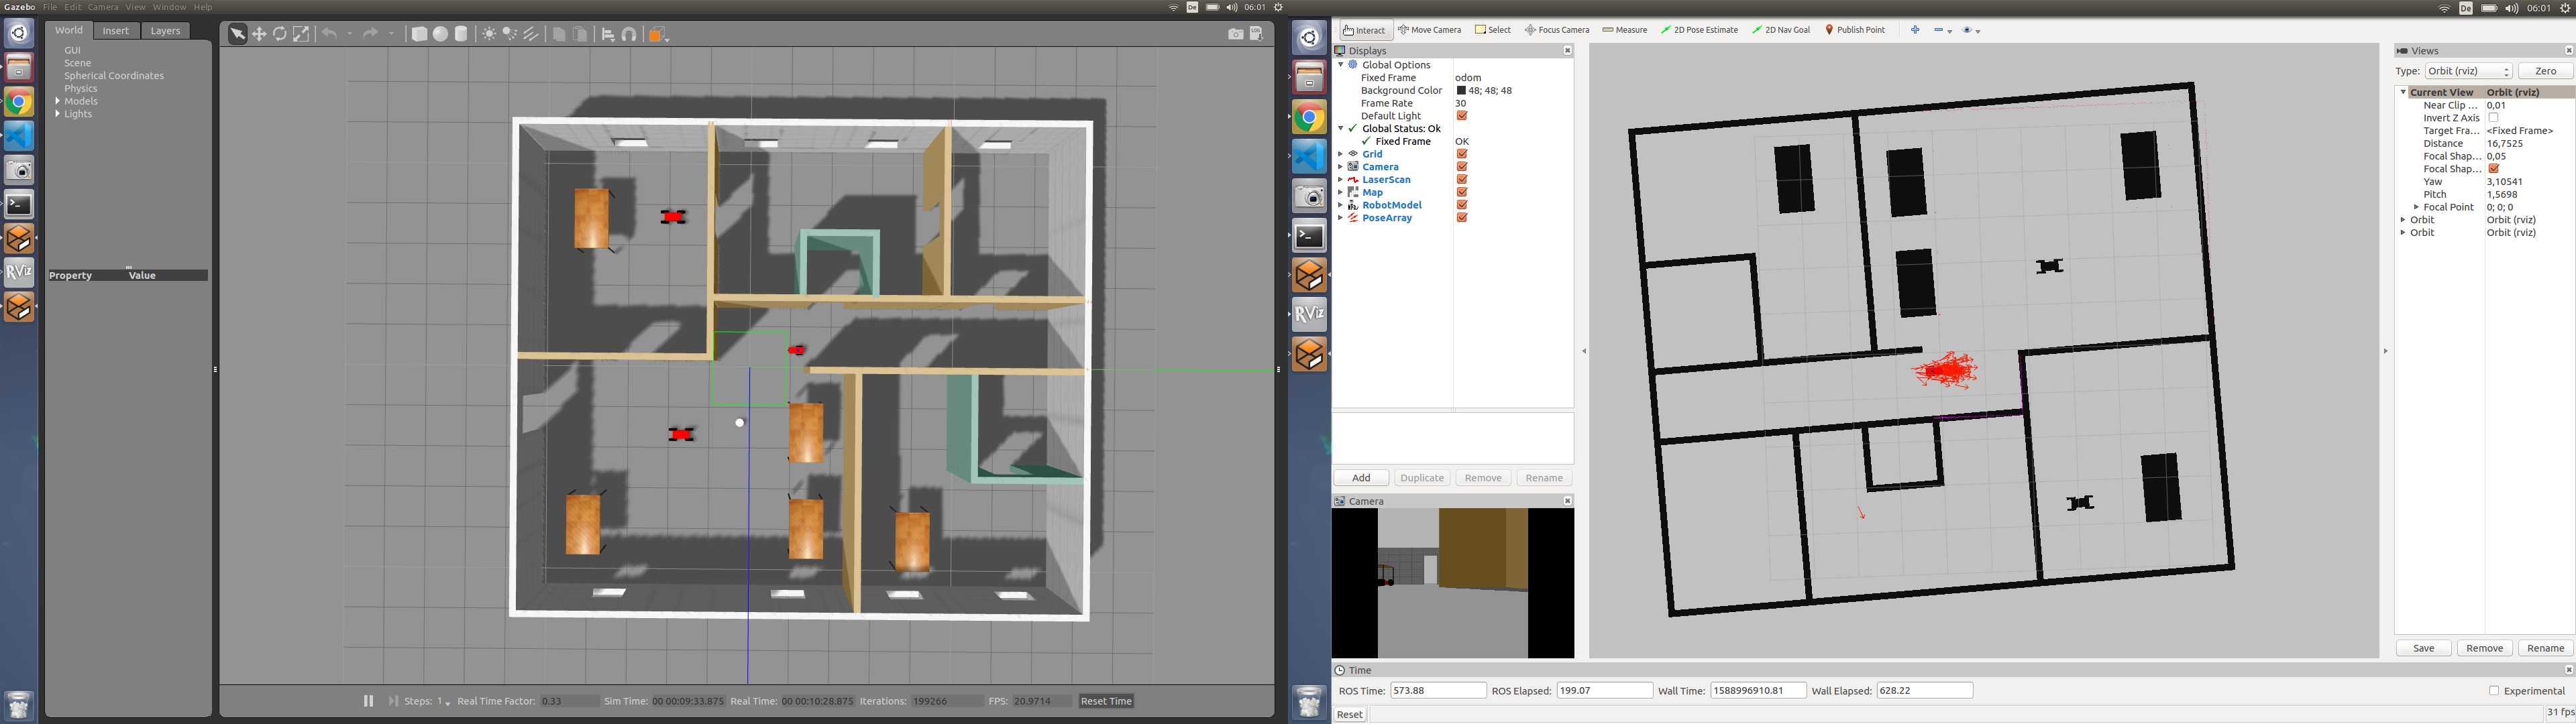 Gazebo File Edit Camera View Window Help
De 06:01
De 06:01
World Insert Layers
GUI
Scene
Spherical Coordinates
Physics
Models
Lights
Property Value
RViz
LOG
Steps: 1 Real Time Factor: 0.33 Sim Time: 00 00:09:33.875 Real Time: 00 00:10:28.875 Iterations: 199266 FPS: 20.9714 Reset Time
RViz
Interact Move Camera Select Focus Camera Measure 2D Pose Estimate 2D Nav Goal Publish Point
Displays
Global Options
Fixed Frame odom
Background Color 48; 48; 48
Frame Rate 30
Default Light
Global Status: Ok
Fixed Frame OK
Grid
Camera
LaserScan
Map
RobotModel
PoseArray
Add Duplicate Remove Rename
Camera
Views
Type: Orbit (rviz) Zero
Current View Orbit (rviz)
Near Clip ... 0,01
Invert Z Axis
Target Fra... <Fixed Frame>
Distance 16,7525
Focal Shap... 0,05
Focal Shap...
Yaw 3,10541
Pitch 1,5698
Focal Point 0; 0; 0
Orbit Orbit (rviz)
Orbit Orbit (rviz)
Save Remove Rename
Time
ROS Time: 573.88 ROS Elapsed: 199.07 Wall Time: 1588996910.81 Wall Elapsed: 628.22 Experimental
Reset 31 fps